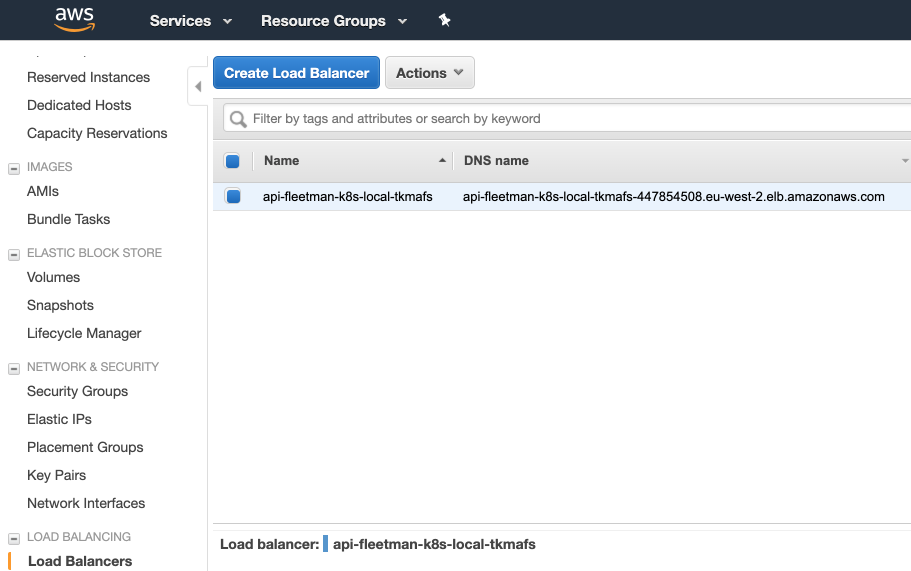 aws
Services
Resource Groups
Reserved Instances
Dedicated Hosts
Capacity Reservations
IMAGES
AMIs
Bundle Tasks
ELASTIC BLOCK STORE
Volumes
Snapshots
Lifecycle Manager
NETWORK & SECURITY
Security Groups
Elastic IPs
Placement Groups
Key Pairs
Network Interfaces
LOAD BALANCING
Load Balancers
Create Load Balancer
Actions
Filter by tags and attributes or search by keyword
Name DNS name
api-fleetman-k8s-local-tkmafs api-fleetman-k8s-local-tkmafs-447854508.eu-west-2.elb.amazonaws.com
Load balancer: api-fleetman-k8s-local-tkmafs